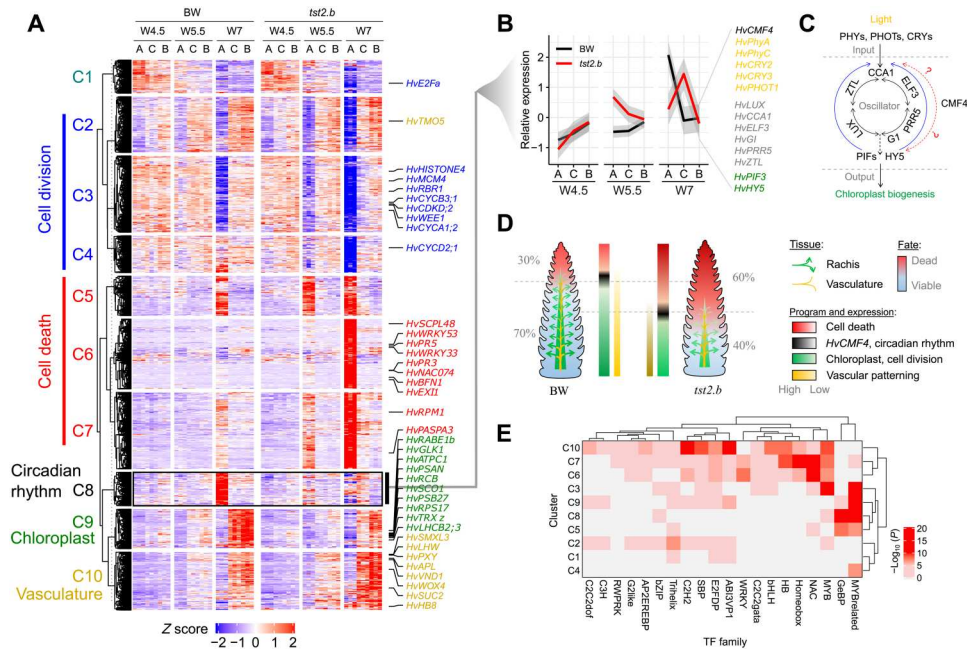 A
BW
tst2.b
W4.5
W5.5
W7
W4.5
W5.5
W7
A C B
A C B
A C B
A C B
A C B
A C B
C1
C2
C3
C4
Cell division
C5
C6
C7
Cell death
Circadian
rhythm
C8
C9
Chloroplast
C10
Vasculature
HvE2Fa
HvTMO5
HvHISTONE4
HvMCM4
HvRBR1
HvCYCB3;1
HvCDKD;2
HvWEE1
HvCYCA1;2
HvCYCD2;1
HvSCPL48
HvWRKY53
HvPR5
HvWRKY33
HvPR3
HvNAC074
HvBFN1
HvEXI1
HvRPM1
HvPASPA3
HvRABE1b
HvGLK1
HvATPC1
HvPSAN
HvRCB
HvSCO1
HvPSB27
HvRPS17
HvTRX z
HvLHCB2;3
HvSMXL3
HvLHW
HvPXY
HvAPL
HvVND1
HvWOX4
HvSUC2
HvHB8
Z score
−2 −1 0 1 2
B
Relative expression
2
1
0
−1
BW
tst2.b
A C B
A C B
A C B
W4.5
W5.5
W7
HvCMF4
HvPhyA
HvPhyC
HvCRY2
HvCRY3
HvPHOT1
HvLUX
HvCCA1
HvELF3
HvGI
HvPRR5
HvZTL
HvPIF3
HvHY5
C
Light
PHYs, PHOTs, CRYs
Input
CCA1
ZTL
ELF3
Oscillator
PRR5
LUX
G1
CMF4
?
?
PIFs
HY5
Output
Chloroplast biogenesis
D
30%
70%
60%
40%
BW
tst2.b
Tissue:
Rachis
Vasculature
Fate:
Dead
Viable
Program and expression:
Cell death
HvCMF4, circadian rhythm
Chloroplast, cell division
Vascular patterning
High Low
E
Cluster
C10
C7
C6
C3
C9
C8
C5
C2
C1
C4
C2C2dof
C3H
RWPRK
G2like
AP2EREBP
bZIP
Trihelix
C2H2
SBP
E2FDP
ABI3VP1
WRKY
C2C2gata
bHLH
HB
Homeobox
NAC
MYB
GeBP
MYBrelated
TF family
−Log10 (P)
20
15
10
5
0